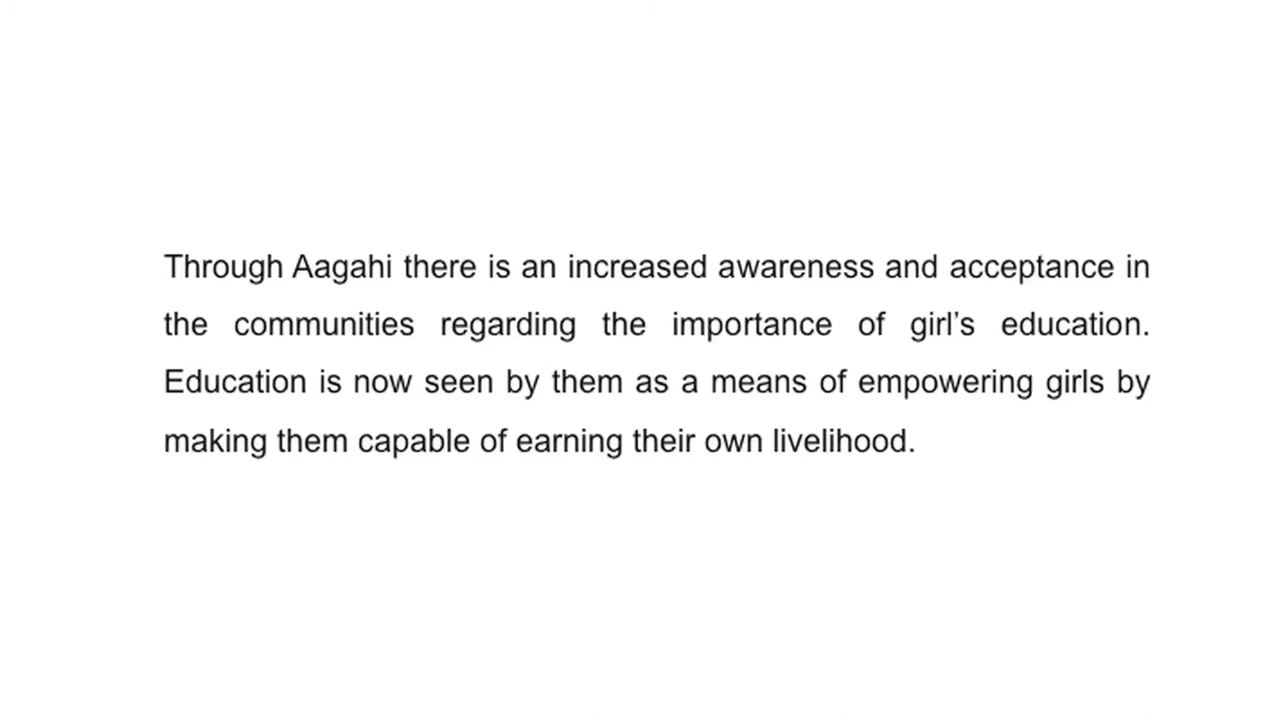 Through Aagahi there is an increased awareness and acceptance in
the communities regarding the importance of girl’s education.
Education is now seen by them as a means of empowering girls by
making them capable of earning their own livelihood.